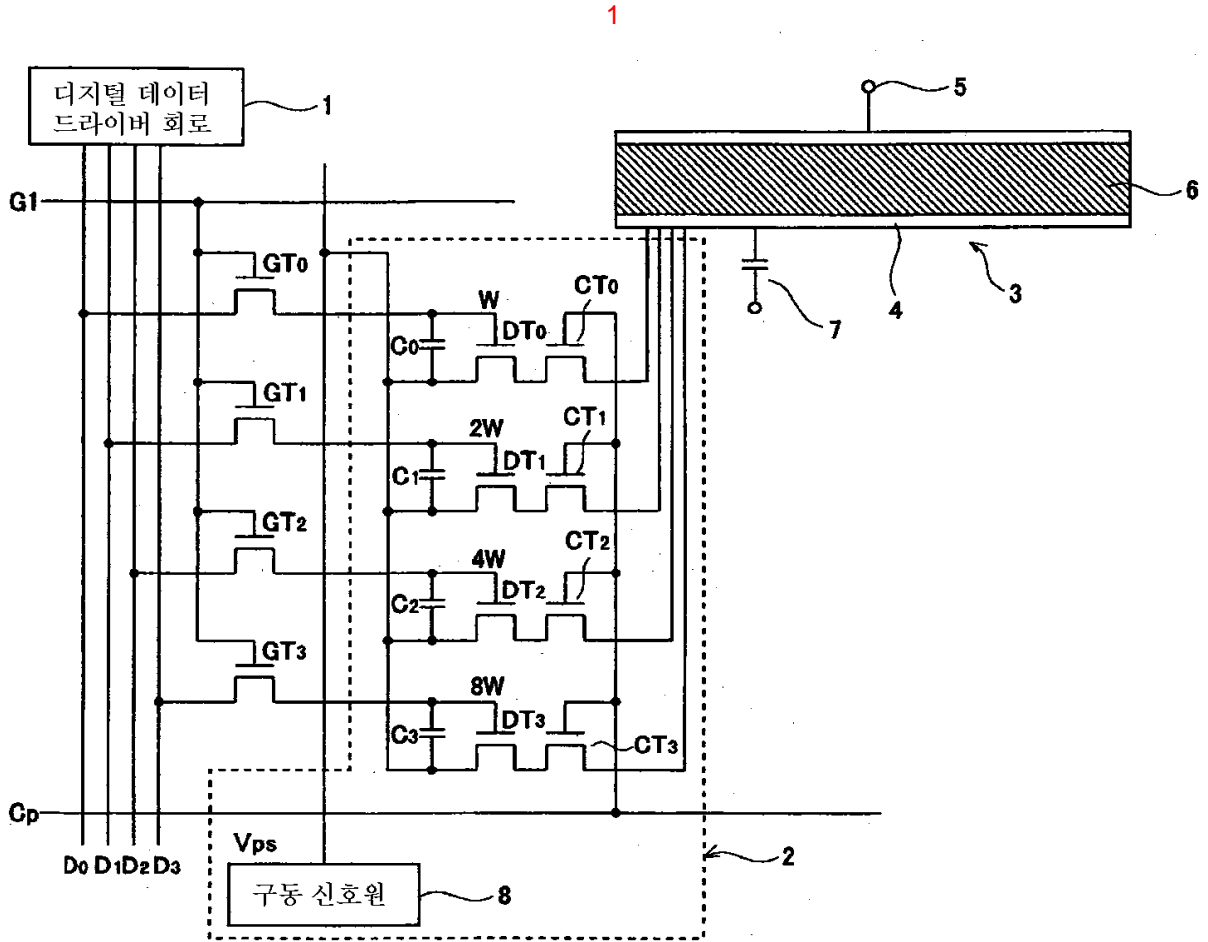 1
디지털 데이터
드라이버 회로
1
5
6
G1
GT0
3
4
7
W
CT0
DT0
C0
GT1
CT1
2W
DT1
C1
GT2
CT2
4W
DT2
C2
GT3
8W
DT3
C3
CT3
Cp
Vps
D0 D1 D2 D3
2
구동 신호원
8